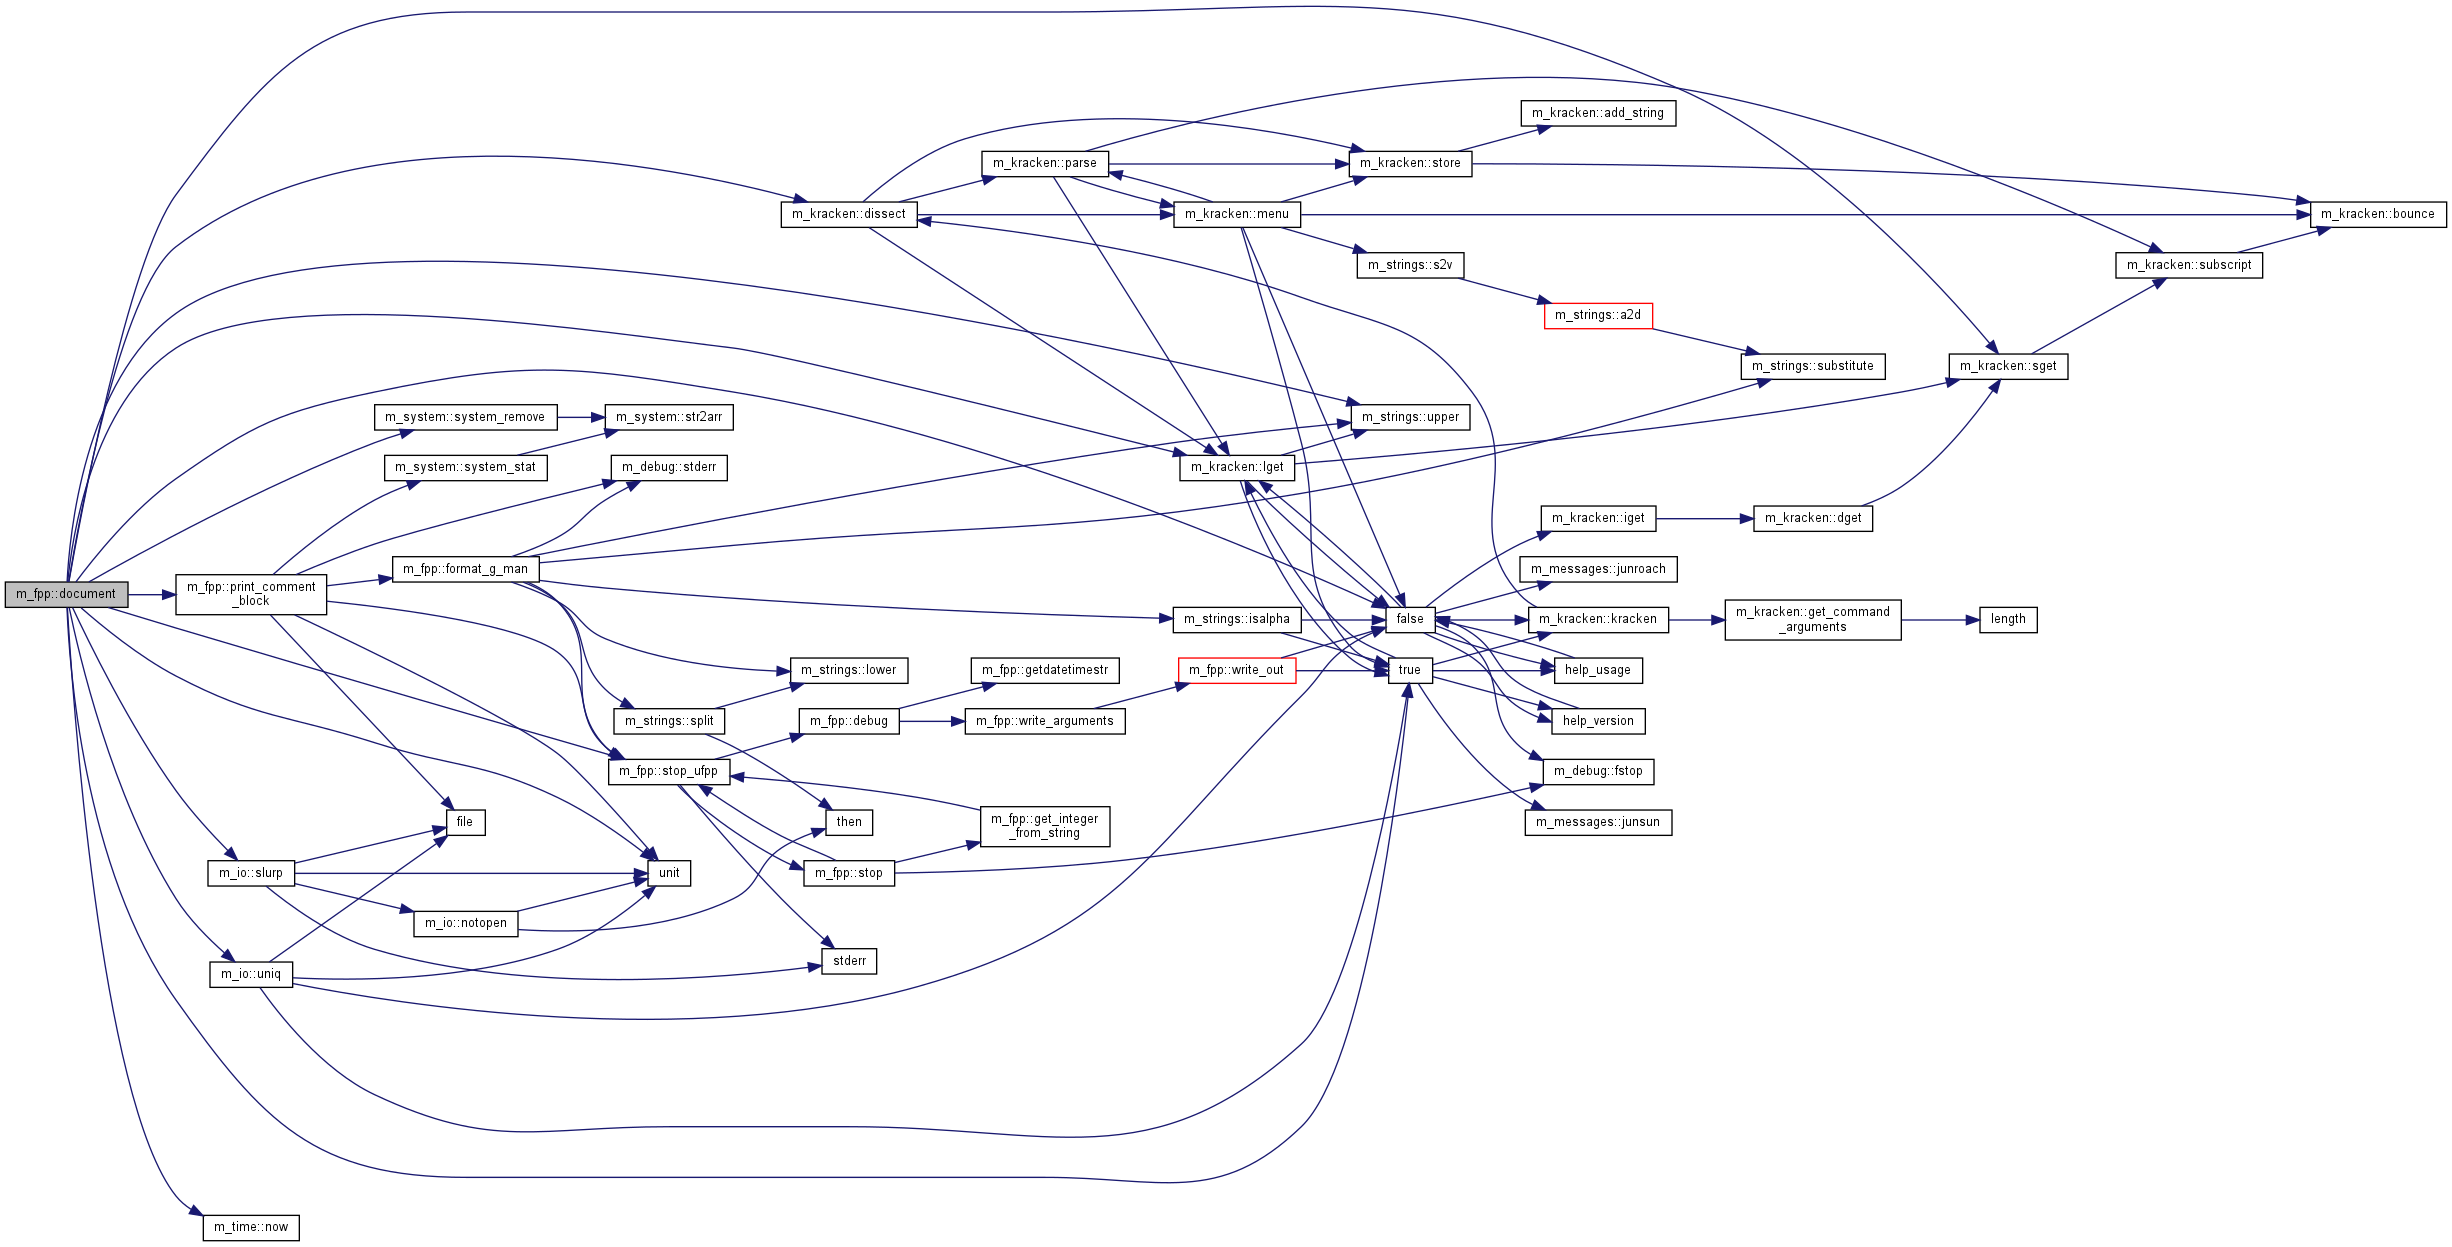 m_kracken::add_string
m_kracken::parse
m_kracken::store
m_kracken::dissect
m_kracken::menu
m_kracken::bounce
m_strings::s2v
m_kracken::subscript
m_strings::a2d
m_strings::substitute
m_kracken::sget
m_system::system_remove
m_system::str2arr
m_strings::upper
m_system::system_stat
m_debug::stderr
m_kracken::lget
m_kracken::iget
m_kracken::dget
m_fpp::format_g_man
m_messages::junroach
m_fpp::document
m_fpp::print_comment
_block
m_strings::isalpha
false
m_kracken::kracken
m_kracken::get_command
_arguments
length
m_strings::lower
m_fpp::getdatetimestr
m_fpp::write_out
true
help_usage
m_strings::split
m_fpp::debug
m_fpp::write_arguments
help_version
m_fpp::stop_ufpp
m_debug::fstop
file
then
m_fpp::get_integer
_from_string
m_messages::junsun
m_io::slurp
unit
m_fpp::stop
m_io::notopen
m_io::uniq
stderr
m_time::now